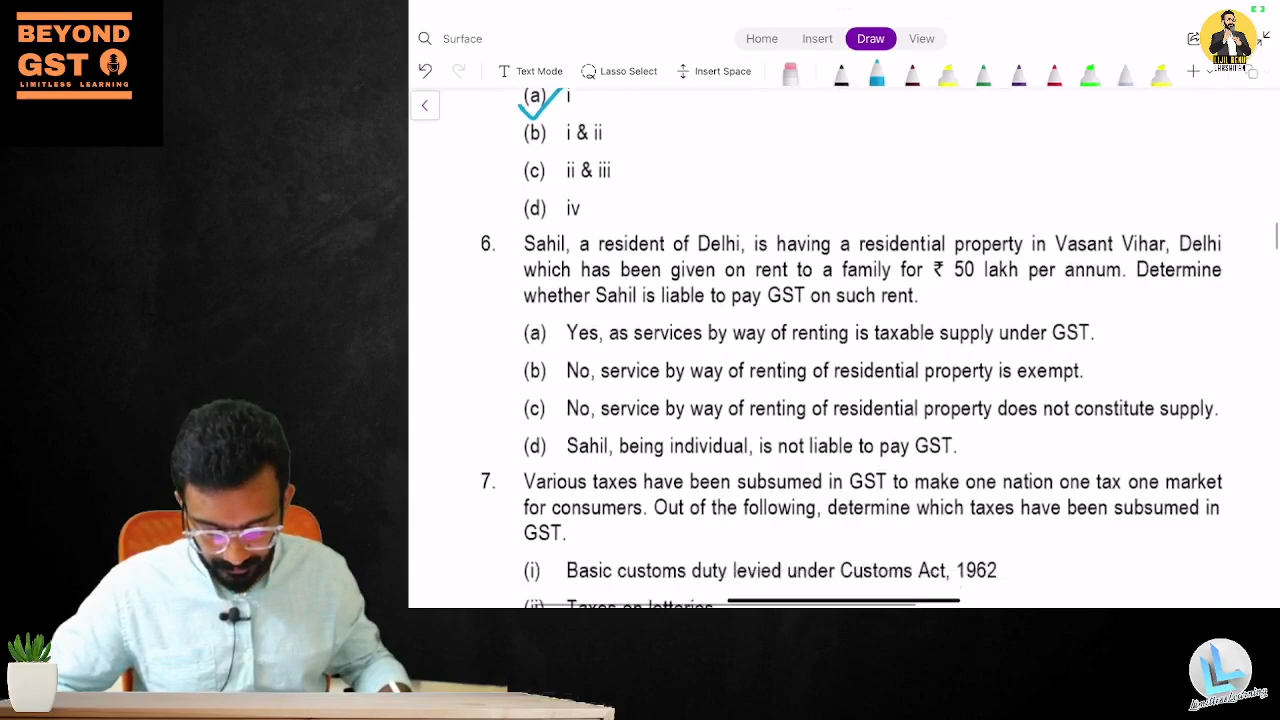 BEYOND
GST
LIMITLESS LEARNING
Surface
Home Insert Draw View
Text Mode Lasso Select Insert Space
(a) i
(b) i & ii
(c) ii & iii
(d) iv
6. Sahil, a resident of Delhi, is having a residential property in Vasant Vihar, Delhi
which has been given on rent to a family for ₹ 50 lakh per annum. Determine
whether Sahil is liable to pay GST on such rent.
(a) Yes, as services by way of renting is taxable supply under GST.
(b) No, service by way of renting of residential property is exempt.
(c) No, service by way of renting of residential property does not constitute supply.
(d) Sahil, being individual, is not liable to pay GST.
7. Various taxes have been subsumed in GST to make one nation one tax one market
for consumers. Out of the following, determine which taxes have been subsumed in
GST.
(i) Basic customs duty levied under Customs Act, 1962
(ii) Taxes on lotteries
Limitless Learning